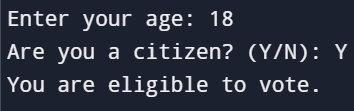 Enter your age: 18
Are you a citizen? (Y/N): Y
You are eligible to vote.